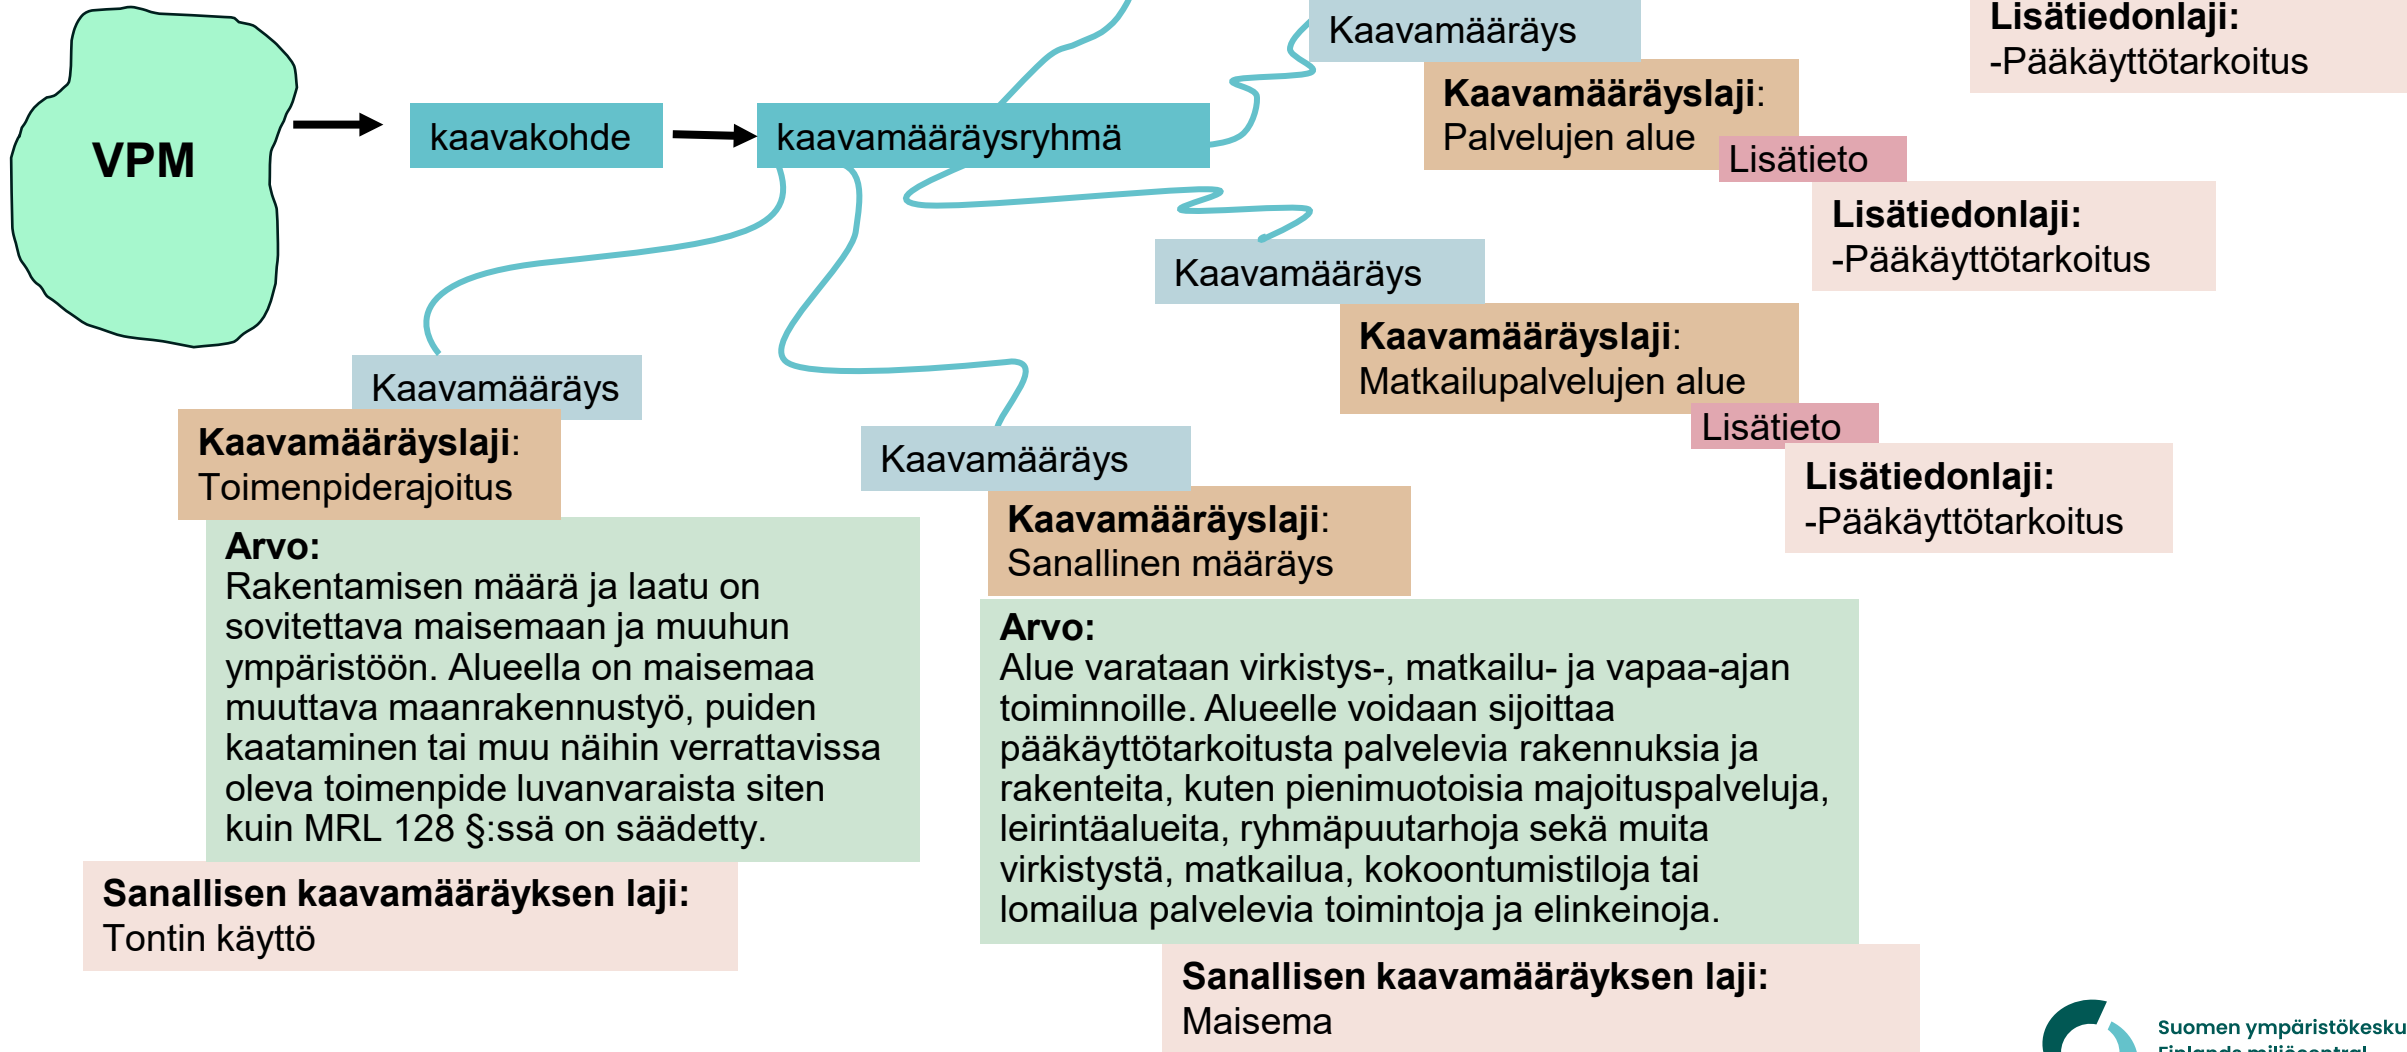 VPM
kaavakohde
kaavamääräysryhmä
Kaavamääräys
Kaavamääräyslaji:
Palvelujen alue
Lisätiedonlaji:
-Pääkäyttötarkoitus
Lisätieto
Lisätiedonlaji:
-Pääkäyttötarkoitus
Kaavamääräys
Kaavamääräyslaji:
Matkailupalvelujen alue
Lisätieto
Lisätiedonlaji:
-Pääkäyttötarkoitus
Kaavamääräys
Kaavamääräyslaji:
Toimenpiderajoitus
Arvo:
Rakentamisen määrä ja laatu on
sovitettava maisemaan ja muuhun
ympäristöön. Alueella on maisemaa
muuttava maanrakennustyö, puiden
kaataminen tai muu näihin verrattavissa
oleva toimenpide luvanvaraista siten
kuin MRL 128 §:ssä on säädetty.
Sanallisen kaavamääräyksen laji:
Tontin käyttö
Kaavamääräys
Kaavamääräyslaji:
Sanallinen määräys
Arvo:
Alue varataan virkistys-, matkailu- ja vapaa-ajan
toiminnoille. Alueelle voidaan sijoittaa
pääkäyttötarkoitusta palvelevia rakennuksia ja
rakenteita, kuten pienimuotoisia majoituspalveluja,
leirintäalueita, ryhmäpuutarhoja sekä muita
virkistystä, matkailua, kokoontumistiloja tai
lomailua palvelevia toimintoja ja elinkeinoja.
Sanallisen kaavamääräyksen laji:
Maisema
Suomen ympäristökesku
Finlands miljöcentral